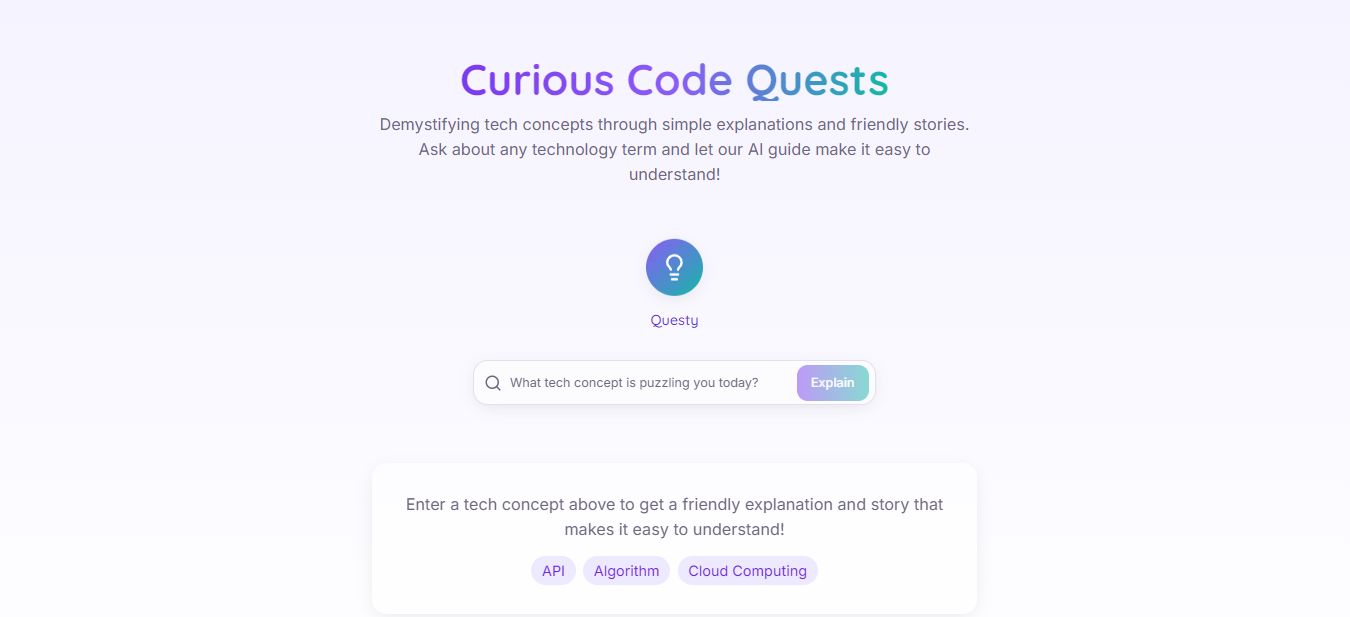 Curious Code Quests
Demystifying tech concepts through simple explanations and friendly stories.
Ask about any technology term and let our AI guide make it easy to
understand!
Questy
What tech concept is puzzling you today?
Explain
Enter a tech concept above to get a friendly explanation and story that
makes it easy to understand!
API
Algorithm
Cloud Computing